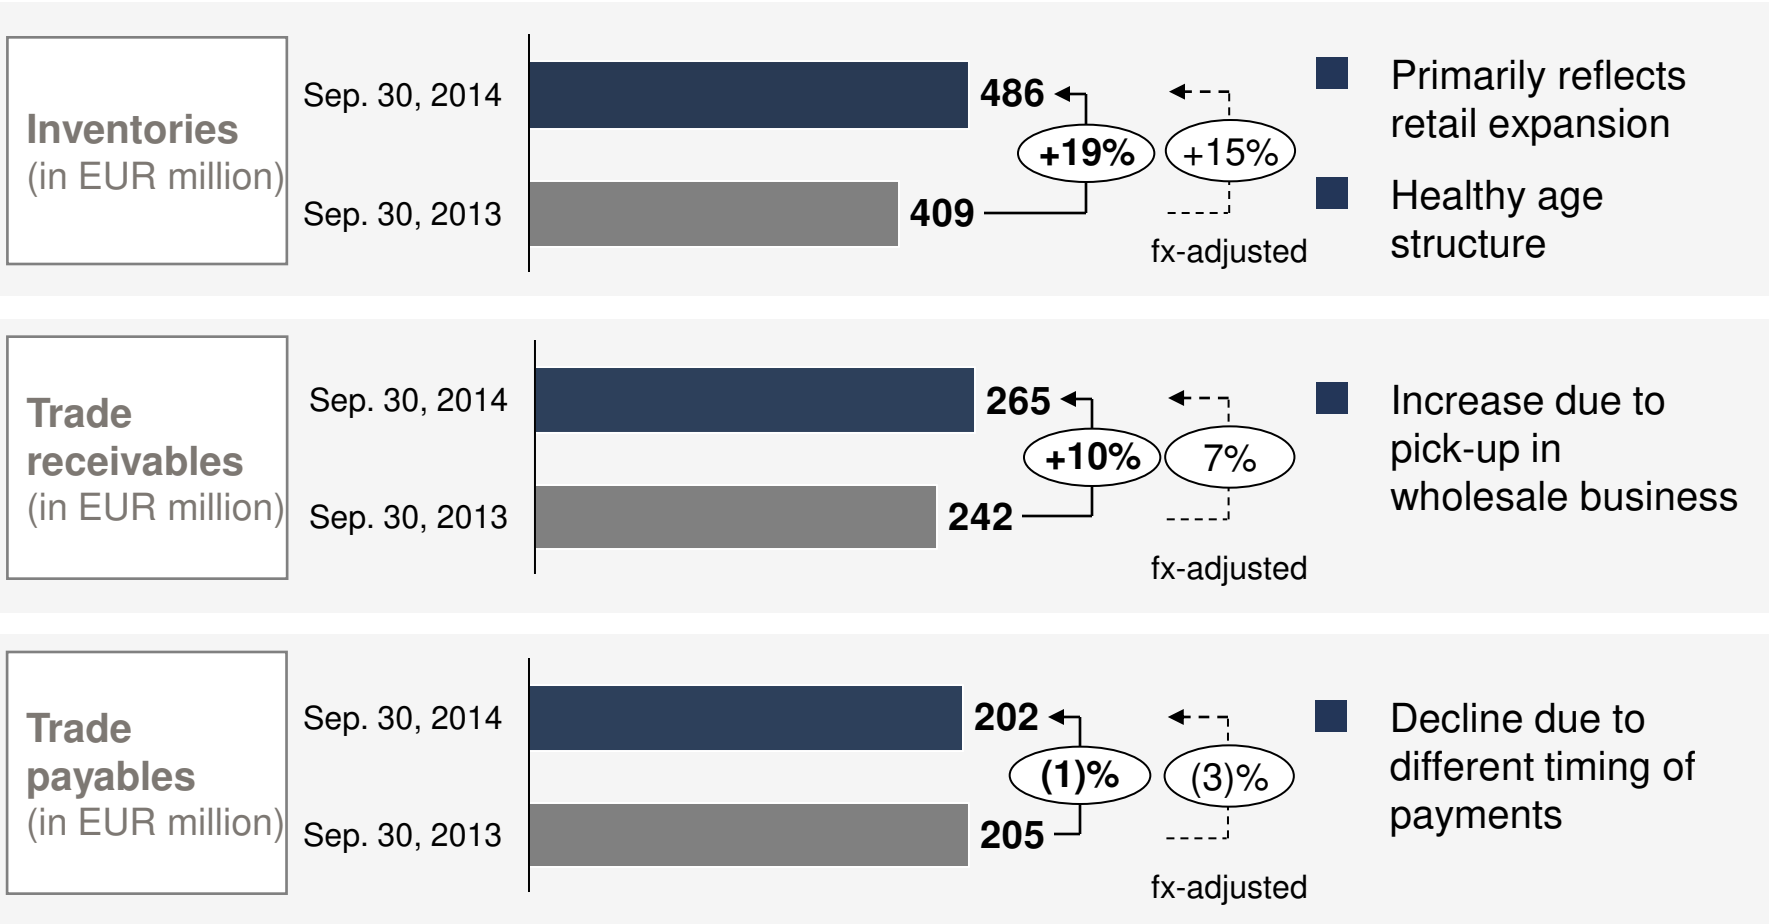 Inventories
(in EUR million)
Sep. 30, 2014
486
Sep. 30, 2013
409
+19%
+15%
fx-adjusted
Primarily reflects
retail expansion
Healthy age
structure
Trade
receivables
(in EUR million)
Sep. 30, 2014
265
Sep. 30, 2013
242
+10%
7%
fx-adjusted
Increase due to
pick-up in
wholesale business
Trade
payables
(in EUR million)
Sep. 30, 2014
202
Sep. 30, 2013
205
(1)%
(3)%
fx-adjusted
Decline due to
different timing of
payments